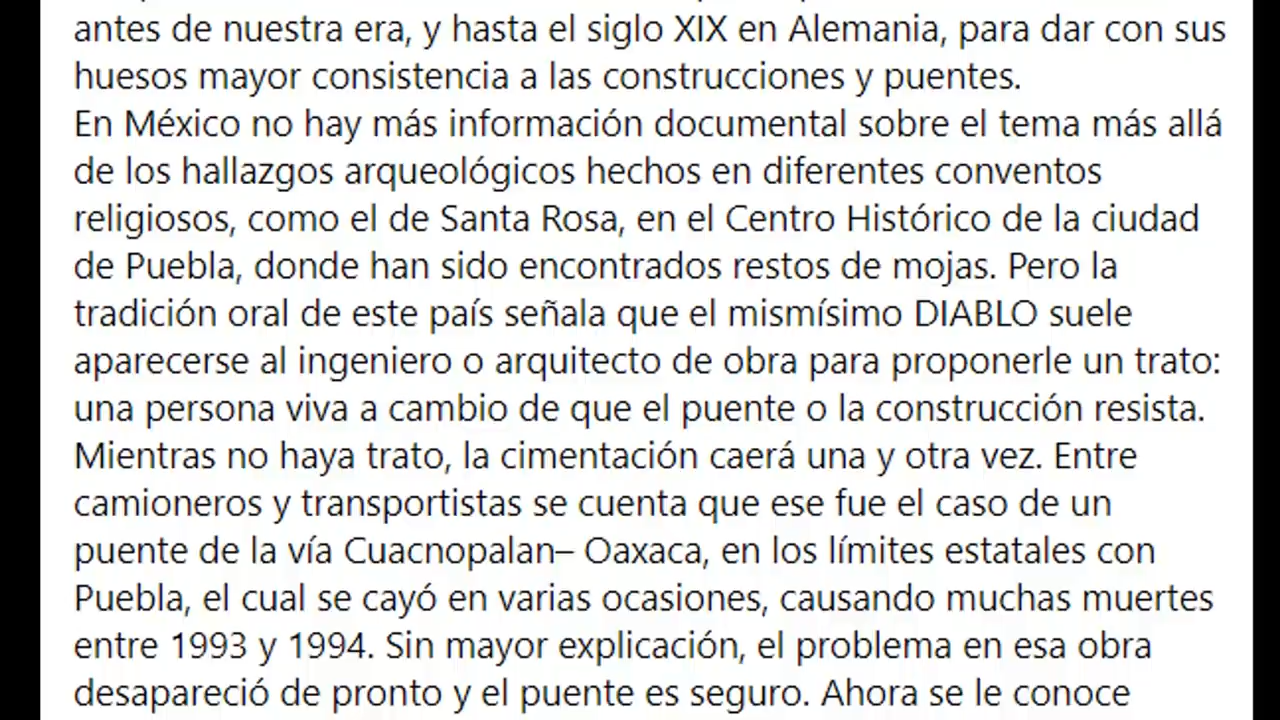 antes de nuestra era, y hasta el siglo XIX en Alemania, para dar con sus
huesos mayor consistencia a las construcciones y puentes.
En México no hay más información documental sobre el tema más allá
de los hallazgos arqueológicos hechos en diferentes conventos
religiosos, como el de Santa Rosa, en el Centro Histórico de la ciudad
de Puebla, donde han sido encontrados restos de mojas. Pero la
tradición oral de este país señala que el mismísimo DIABLO suele
aparecerse al ingeniero o arquitecto de obra para proponerle un trato:
una persona viva a cambio de que el puente o la construcción resista.
Mientras no haya trato, la cimentación caerá una y otra vez. Entre
camioneros y transportistas se cuenta que ese fue el caso de un
puente de la vía Cuacnopalan– Oaxaca, en los límites estatales con
Puebla, el cual se cayó en varias ocasiones, causando muchas muertes
entre 1993 y 1994. Sin mayor explicación, el problema en esa obra
desapareció de pronto y el puente es seguro. Ahora se le conoce